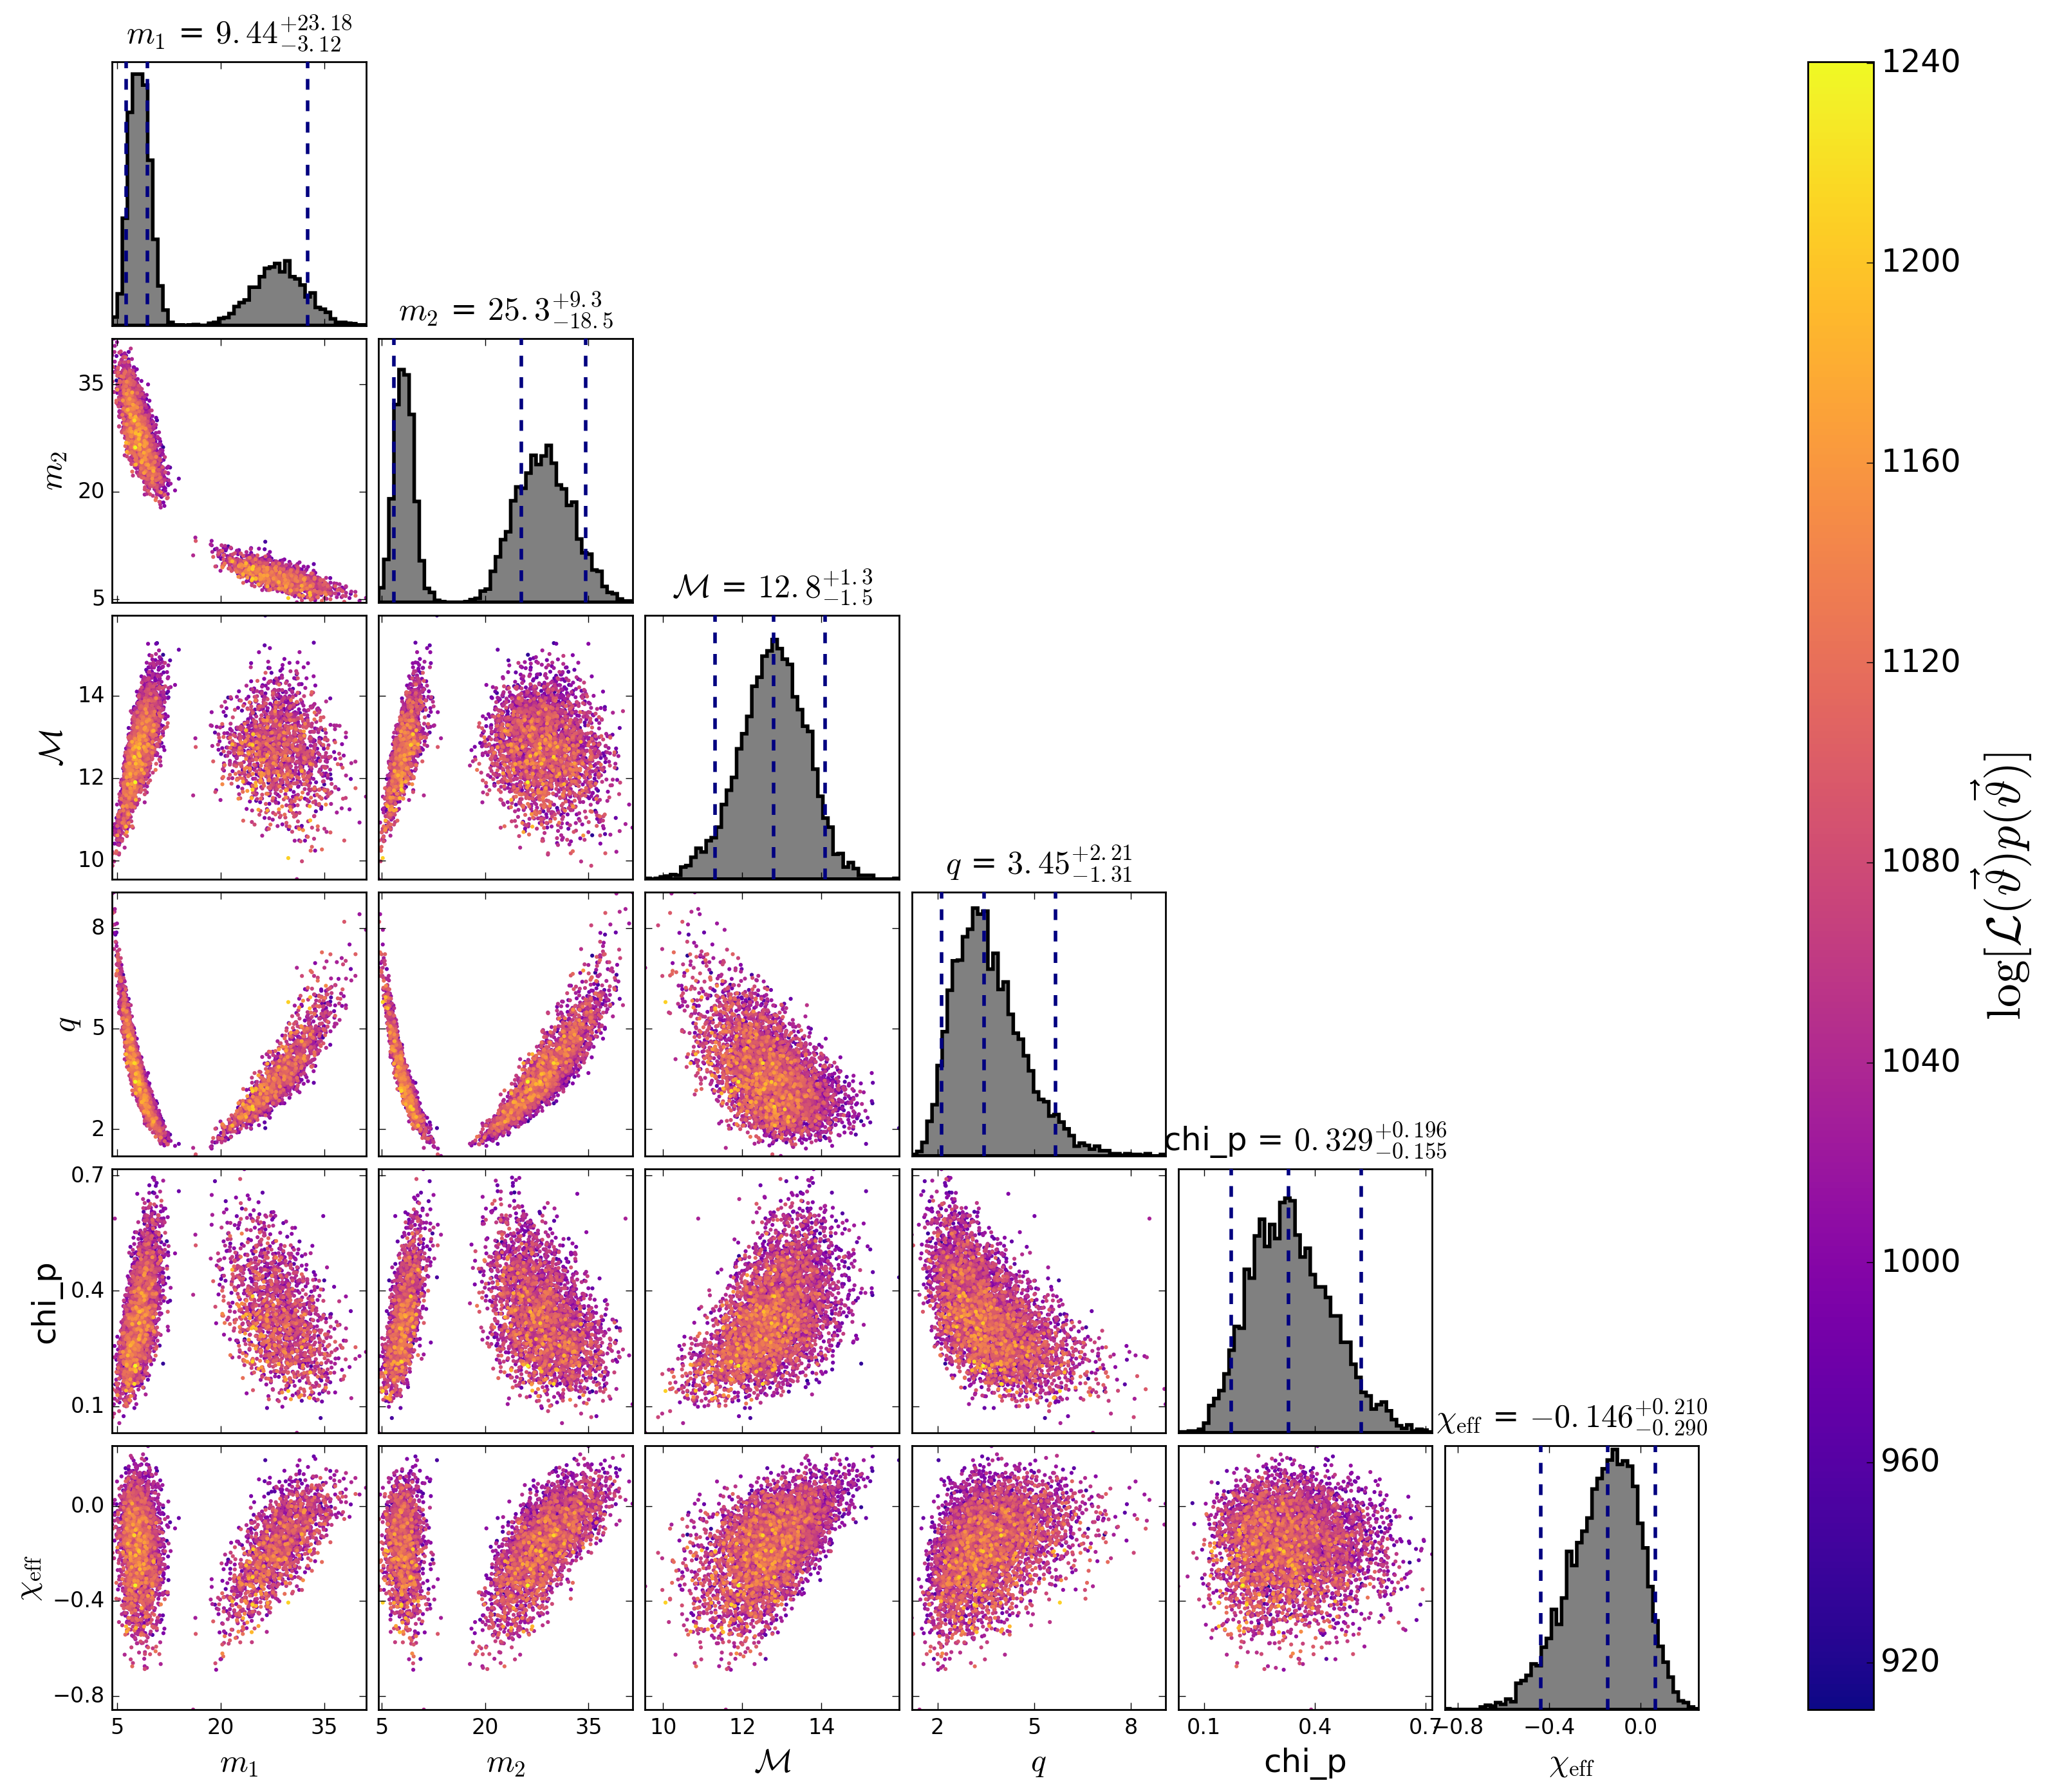 m₁ = 9.44 +23.18 −3.12
1240
1200
1160
1120
1080
1040
1000
960
920
log[ℒ(ϑ⃗)p(ϑ⃗)]
m₂ = 25.3 +9.3 −18.5
m₂
35
20
5
ℳ = 12.8 +1.3 −1.5
ℳ
14
12
10
q = 3.45 +2.21 −1.31
q
8
5
2
chi_p = 0.329 +0.196 −0.155
chi_p
0.7
0.4
0.1
χeff = −0.146 +0.210 −0.290
χeff
0.0
−0.4
−0.8
5 20 35 5 20 35 10 12 14 2 5 8 0.1 0.4 0.7 −0.8 −0.4 0.0
m₁ m₂ ℳ q chi_p χeff